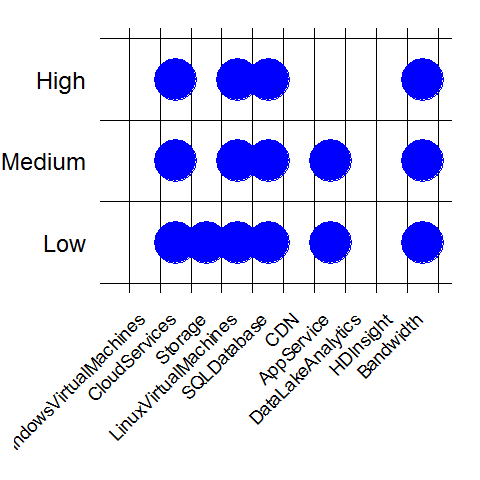 High
Medium
Low
ndowsVirtualMachines
CloudServices
Storage
LinuxVirtualMachines
SQLDatabase
CDN
AppService
DataLakeAnalytics
HDInsight
Bandwidth